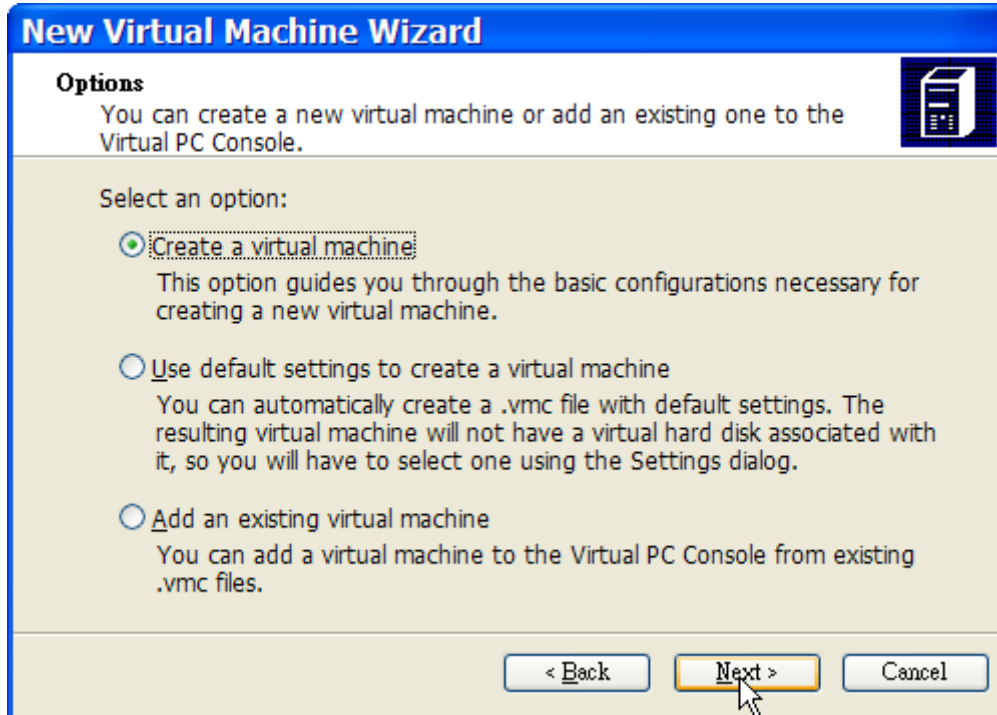 New Virtual Machine Wizard
Options
You can create a new virtual machine or add an existing one to the
Virtual PC Console.
Select an option:
Create a virtual machine
This option guides you through the basic configurations necessary for
creating a new virtual machine.
Use default settings to create a virtual machine
You can automatically create a .vmc file with default settings. The
resulting virtual machine will not have a virtual hard disk associated with
it, so you will have to select one using the Settings dialog.
Add an existing virtual machine
You can add a virtual machine to the Virtual PC Console from existing
.vmc files.
< Back Next > Cancel